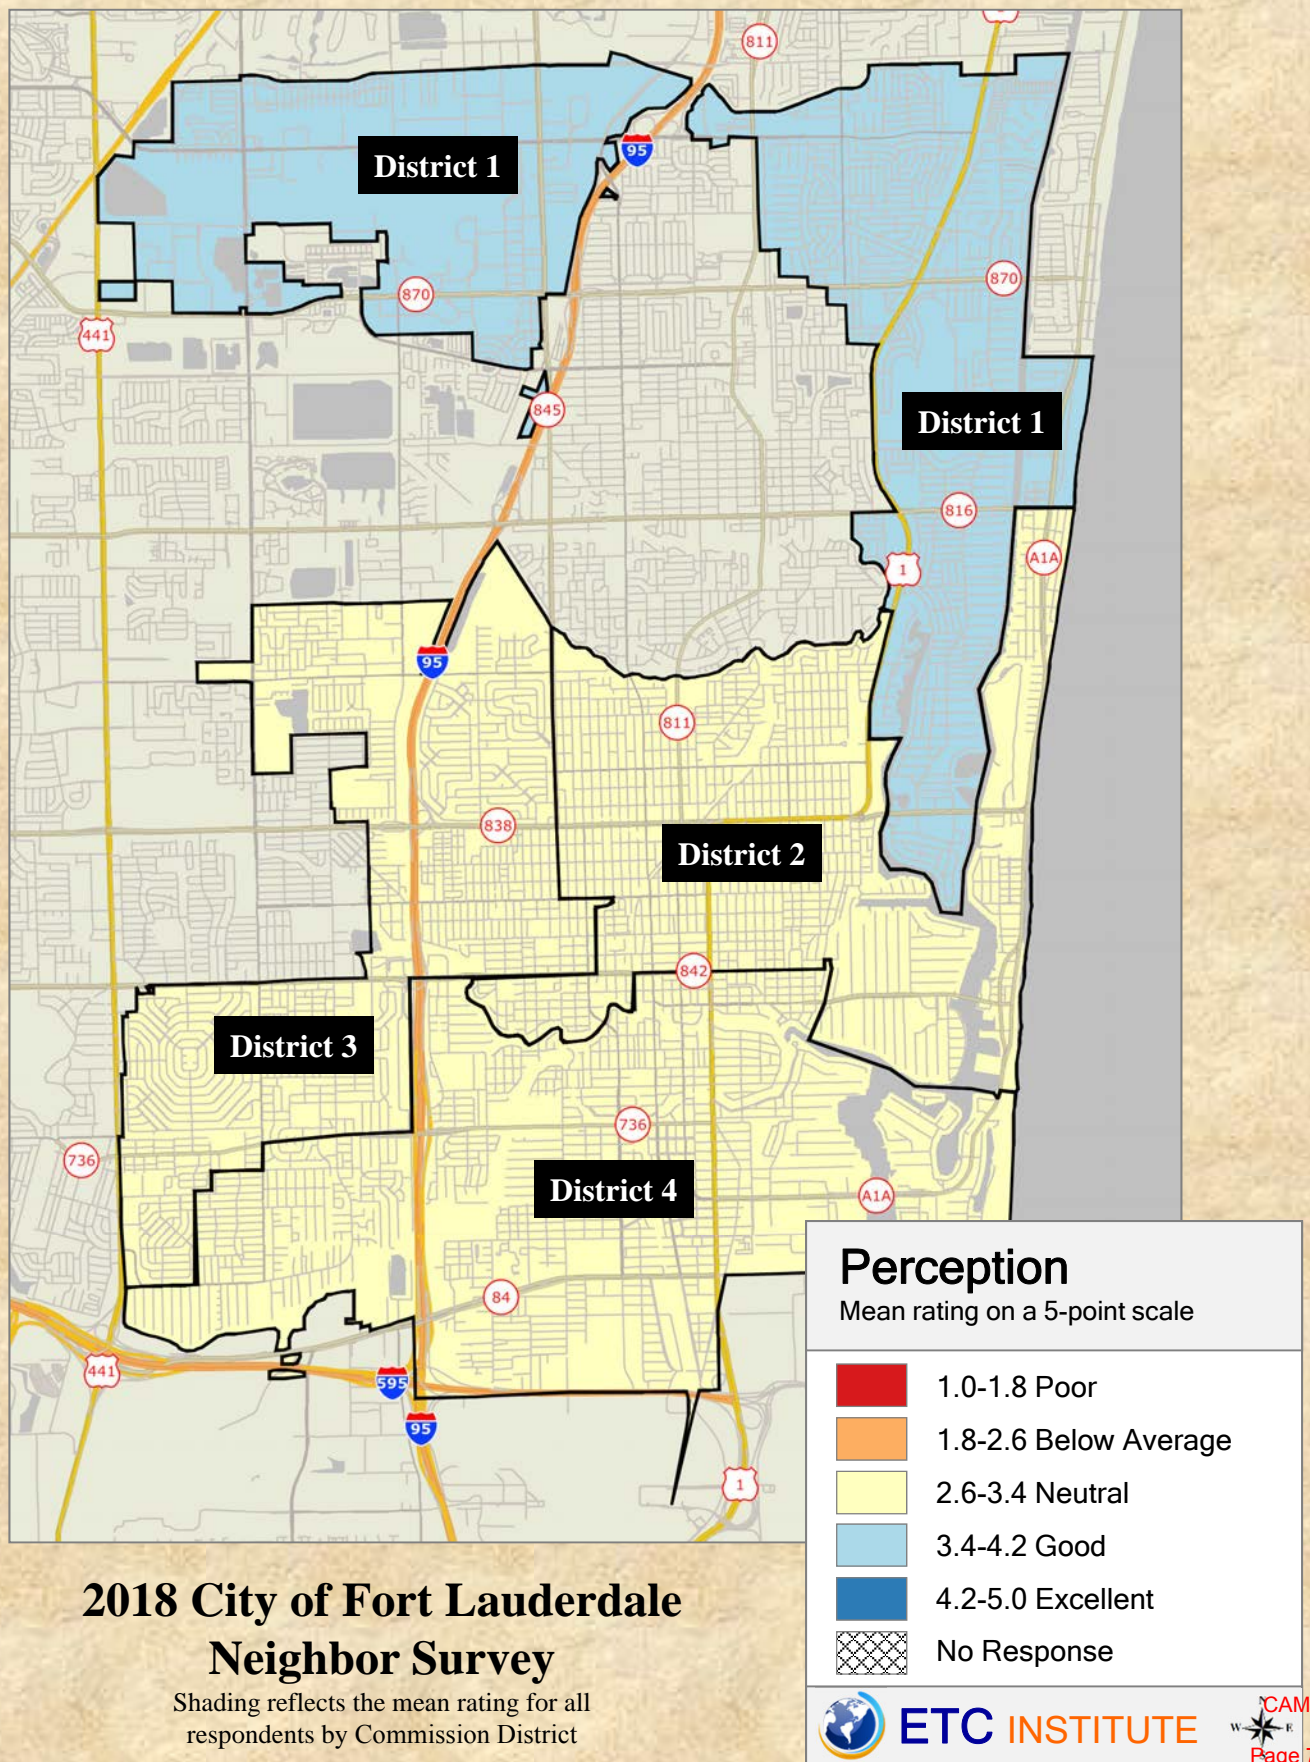 811
District 1
95
District 1
870
870
441
845
816
A1A
1
95
811
838
District 2
842
District 3
736
736
District 4
A1A
84
441
595
95
1
Perception
Mean rating on a 5-point scale
1.0-1.8 Poor
1.8-2.6 Below Average
2.6-3.4 Neutral
3.4-4.2 Good
4.2-5.0 Excellent
No Response
2018 City of Fort Lauderdale
Neighbor Survey
Shading reflects the mean rating for all
respondents by Commission District
ETC INSTITUTE
W E
CAM
Page